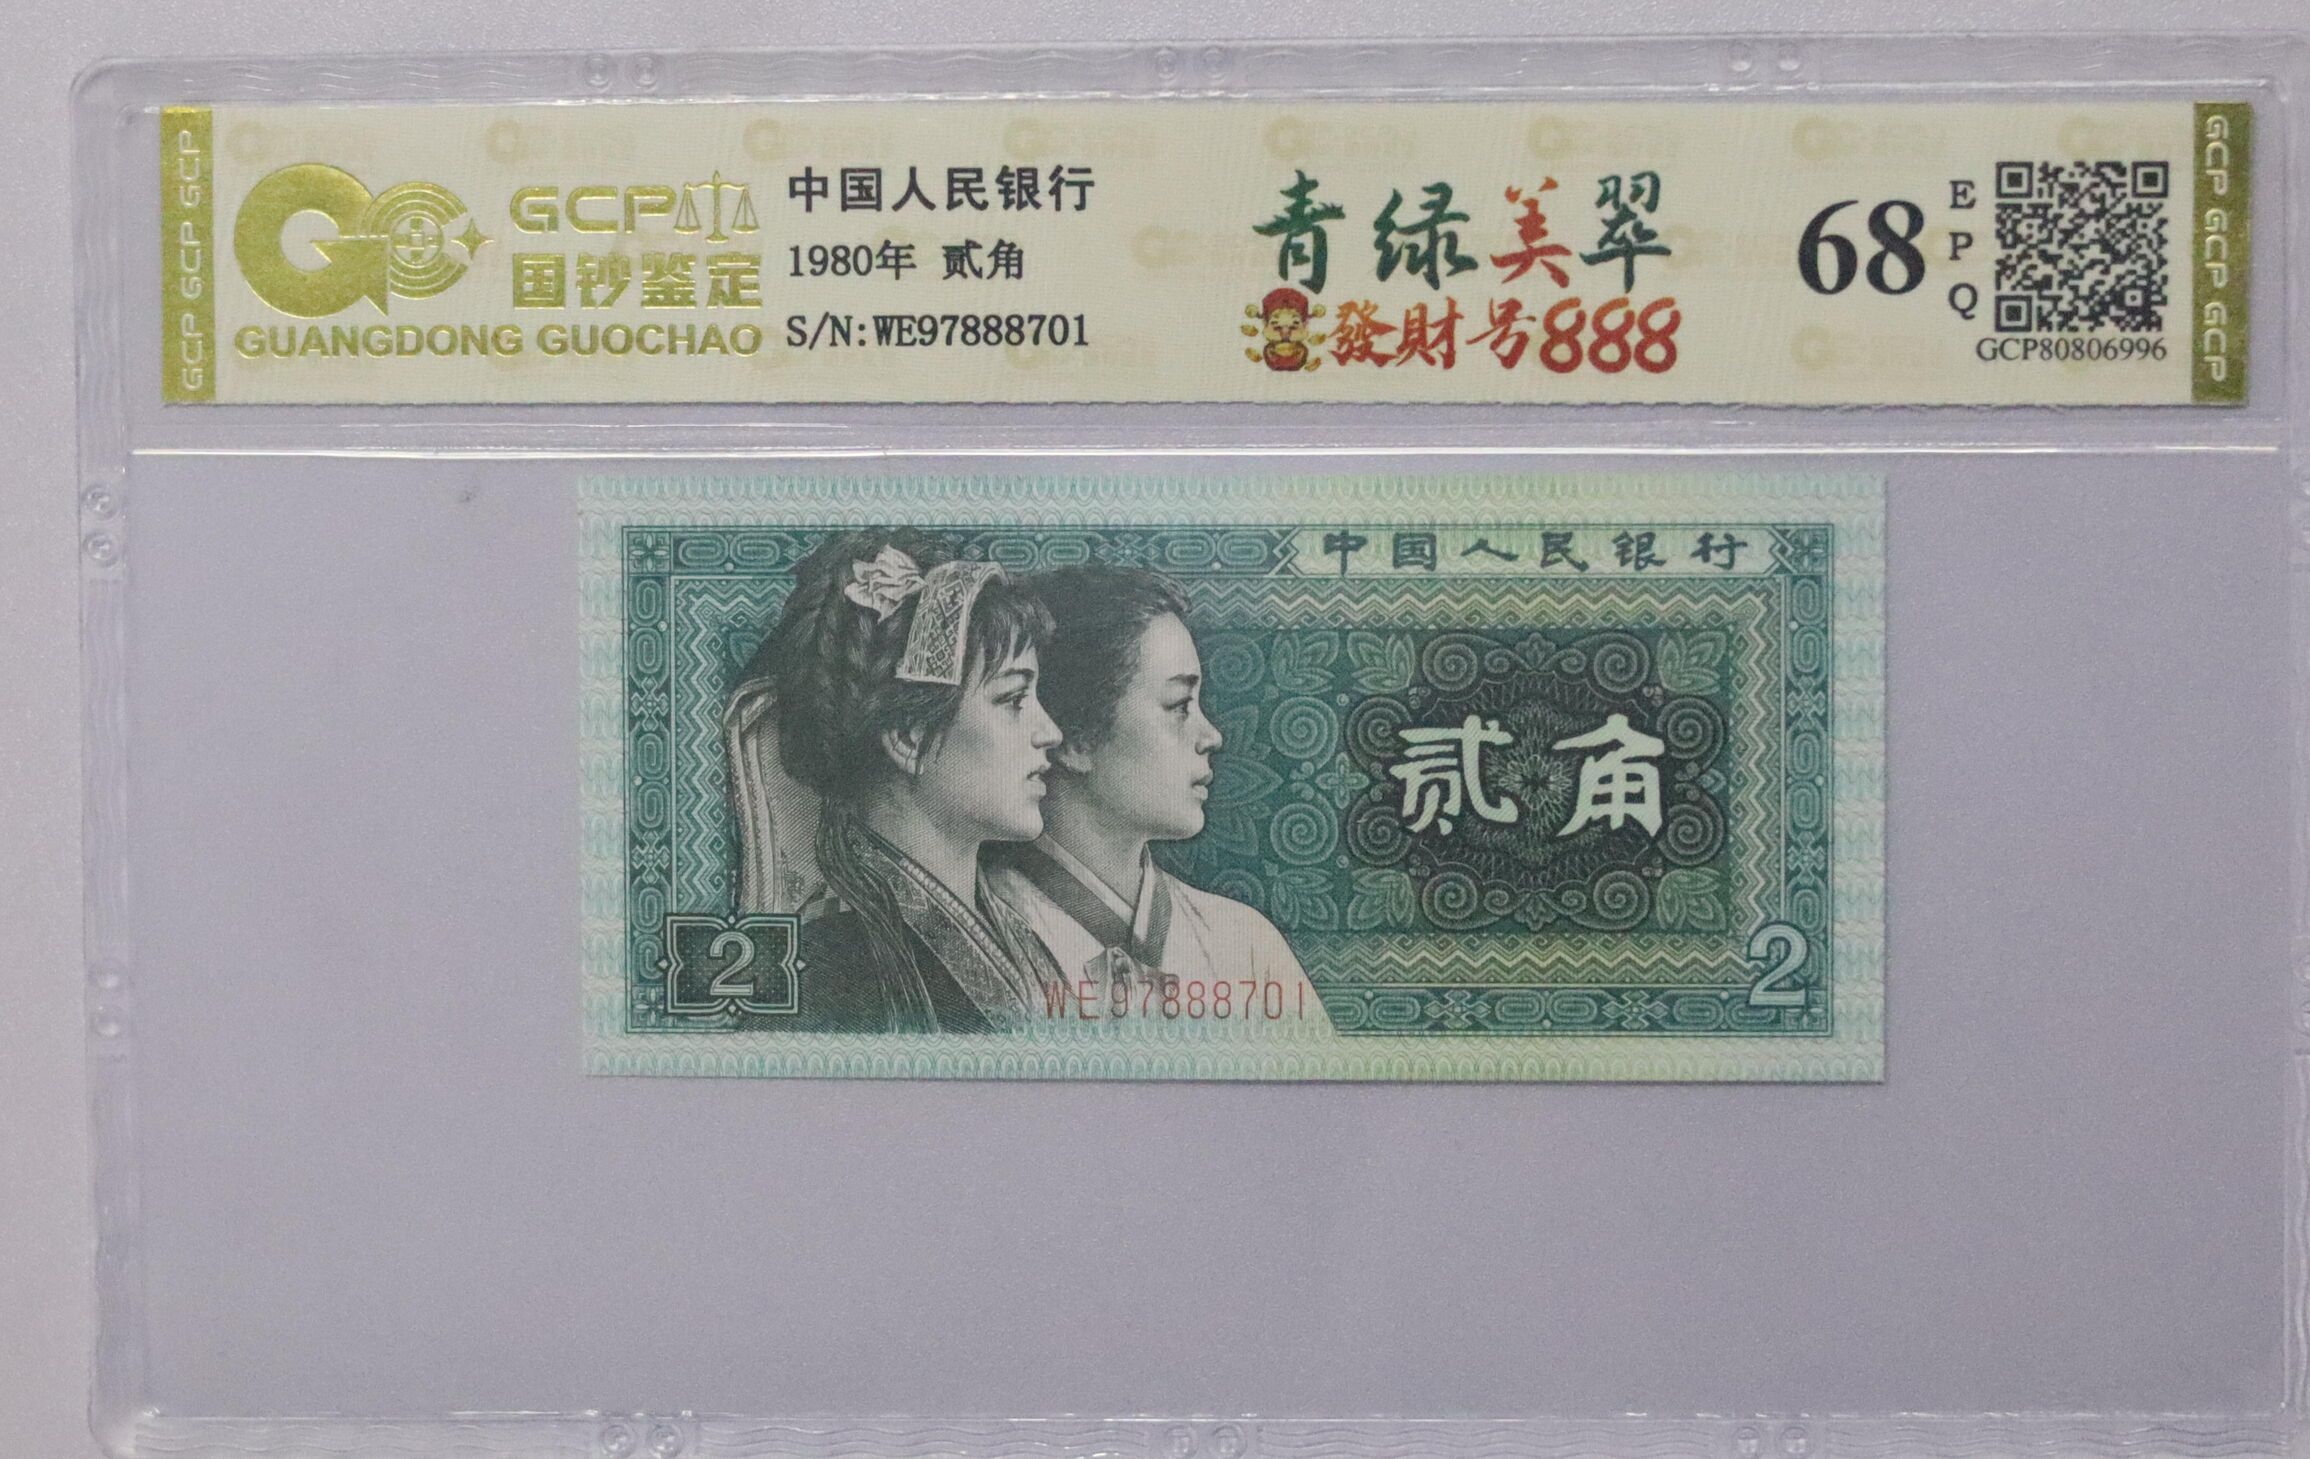 GCP GCP GCP
GCP
国钞鉴定
GUANGDONG GUOCHAO
中国人民银行
1980年 贰角
S/N:WE97888701
青绿美翠
發財号888
68
EPQ
GCP80806996
GCP GCP GCP
中国人民银行
贰角
2
2
WE97888701